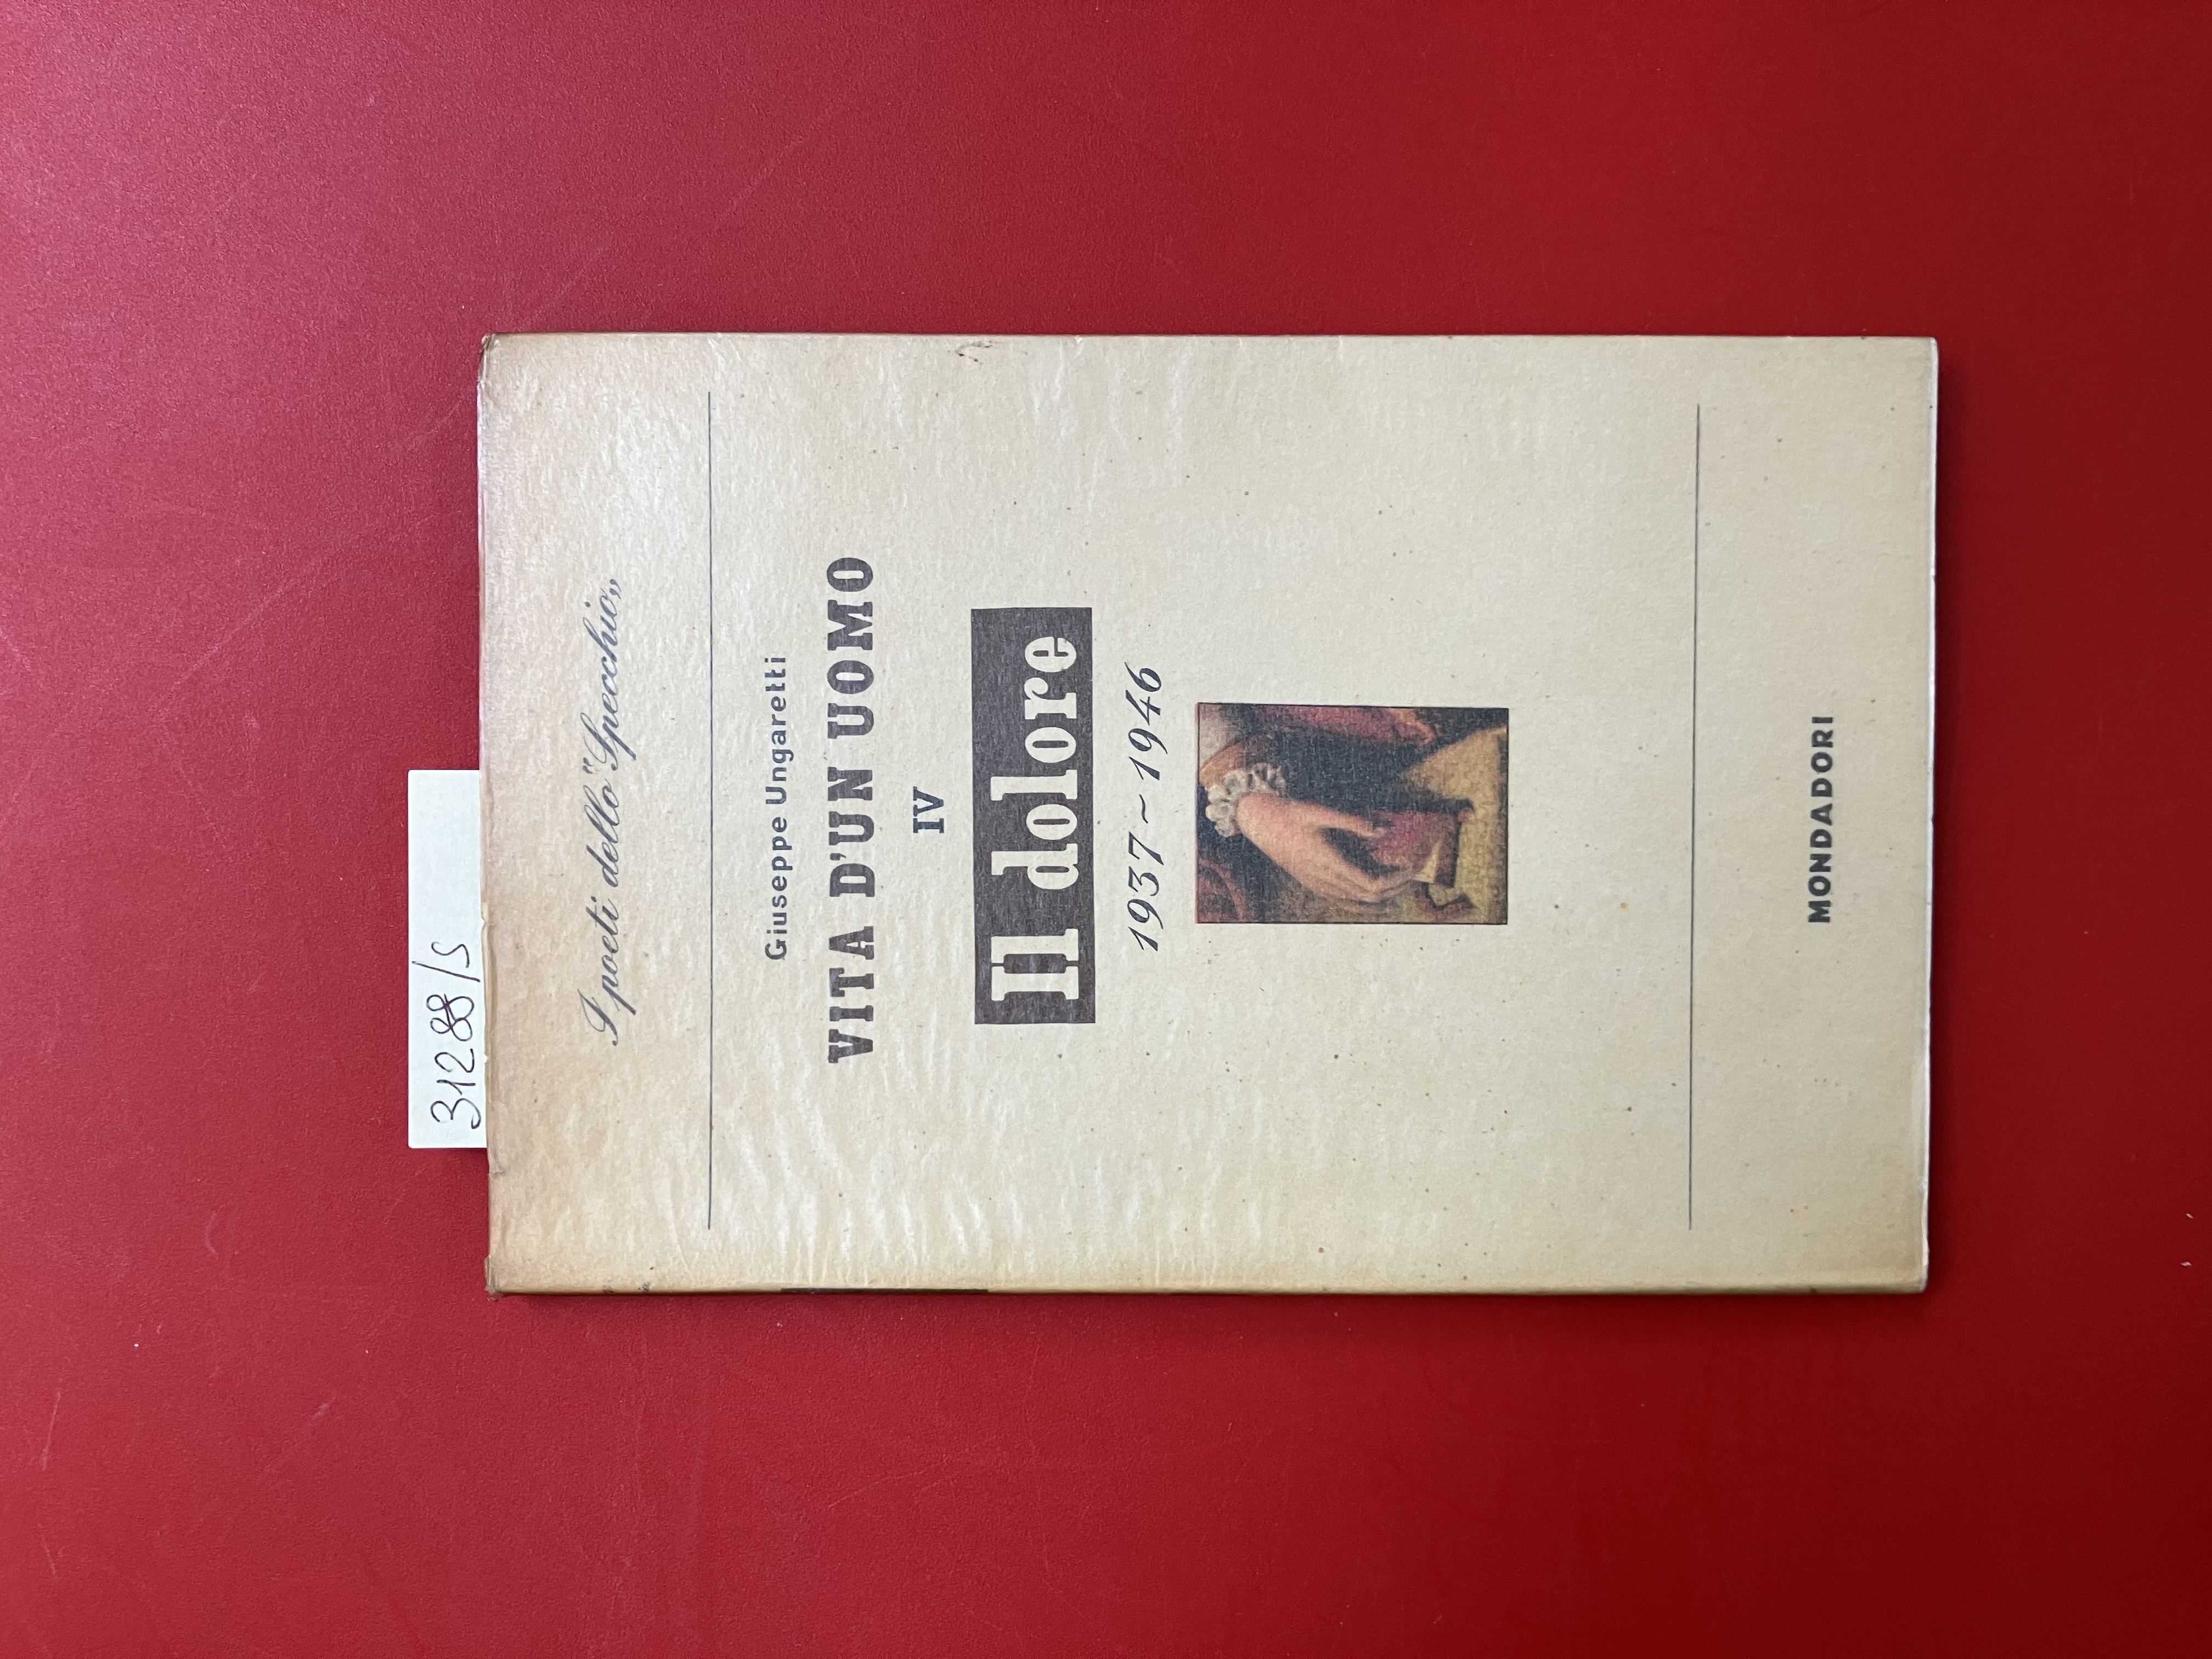 31288/S
I poeti dello "Specchio„
Giuseppe Ungaretti
VITA D'UN UOMO
IV
Il dolore
1937~1946
MONDADORI